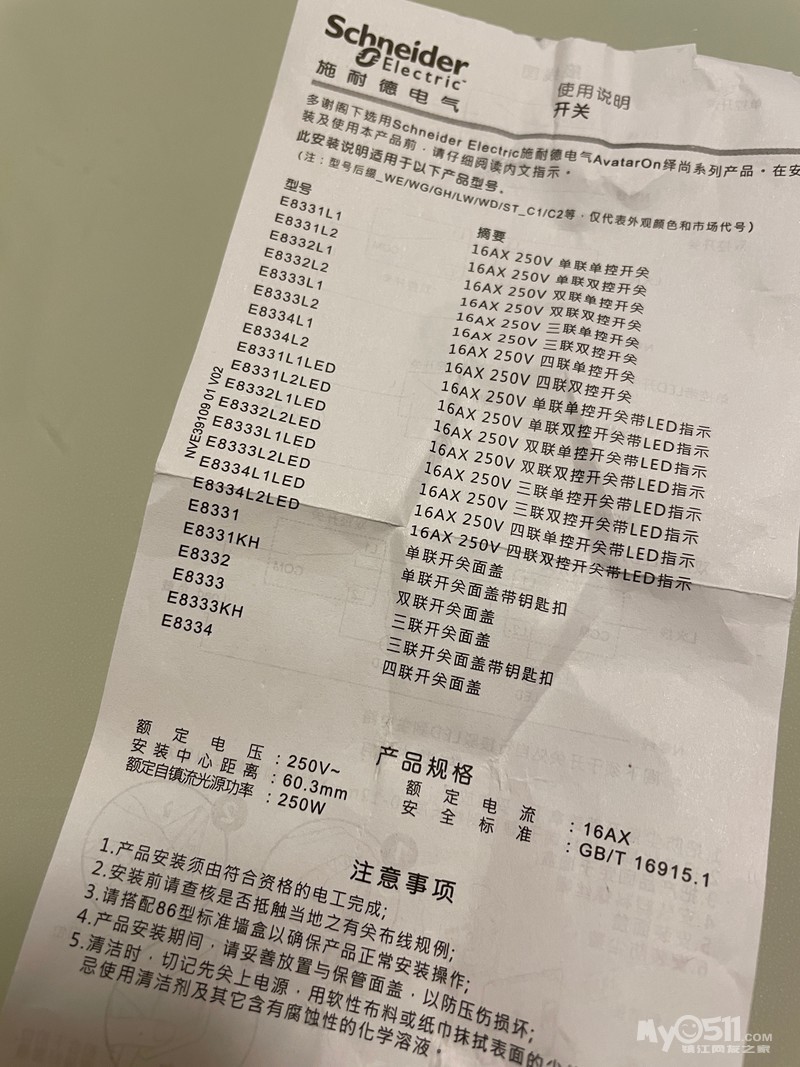 Schneider
Electric
施耐德电气
使用说明
开关
多谢阁下选用Schneider Electric施耐德电气AvatarOn绎尚系列产品。在安
装及使用本产品前，请仔细阅读内文指示。
此安装说明适用于以下产品型号。
(注：型号后缀_WE/WG/GH/LW/WD/ST_C1/C2等，仅代表外观颜色和市场代号)
型号 摘要
E8331L1 16AX 250V 单联单控开关
E8331L2 16AX 250V 单联双控开关
E8332L1 16AX 250V 双联单控开关
E8332L2 16AX 250V 双联双控开关
E8333L1 16AX 250V 三联单控开关
E8333L2 16AX 250V 三联双控开关
E8334L1 16AX 250V 四联单控开关
E8334L2 16AX 250V 四联双控开关
E8331L1LED 16AX 250V 单联单控开关带LED指示
E8331L2LED 16AX 250V 单联双控开关带LED指示
E8332L1LED 16AX 250V 双联单控开关带LED指示
E8332L2LED 16AX 250V 双联双控开关带LED指示
E8333L1LED 16AX 250V 三联单控开关带LED指示
E8333L2LED 16AX 250V 三联双控开关带LED指示
E8334L1LED 16AX 250V 四联单控开关带LED指示
E8334L2LED 16AX 250V 四联双控开关带LED指示
E8331 单联开关面盖
E8331KH 单联开关面盖带钥匙扣
E8332 双联开关面盖
E8333 三联开关面盖
E8333KH 三联开关面盖带钥匙扣
E8334 四联开关面盖
NVE39109 01 V02
产品规格
额定电压：250V~ 额定电流：16AX
安装中心距离：60.3mm 安全标准：GB/T 16915.1
额定自镇流光源功率：250W
注意事项
1.产品安装须由符合资格的电工完成;
2.安装前请查核是否抵触当地之有关布线规例;
3.请搭配86型标准墙盒以确保产品正常安装操作;
4.产品安装期间，请妥善放置与保管面盖，以防压伤损坏;
5.清洁时，切记先关上电源，用软性布料或纸巾抹拭表面的
忌使用清洁剂及其它含有腐蚀性的化学溶液。
My0511.COM
镇江网友之家